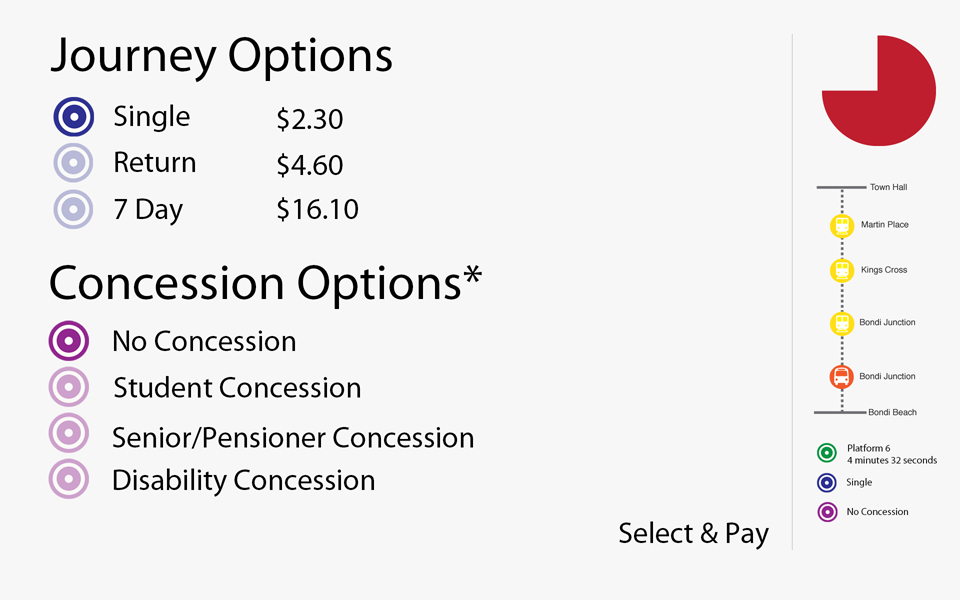 Journey Options
Single $2.30
Return $4.60
7 Day $16.10
Concession Options*
No Concession
Student Concession
Senior/Pensioner Concession
Disability Concession
Select & Pay
Town Hall
Martin Place
Kings Cross
Bondi Junction
Bondi Junction
Bondi Beach
Platform 6
4 minutes 32 seconds
Single
No Concession